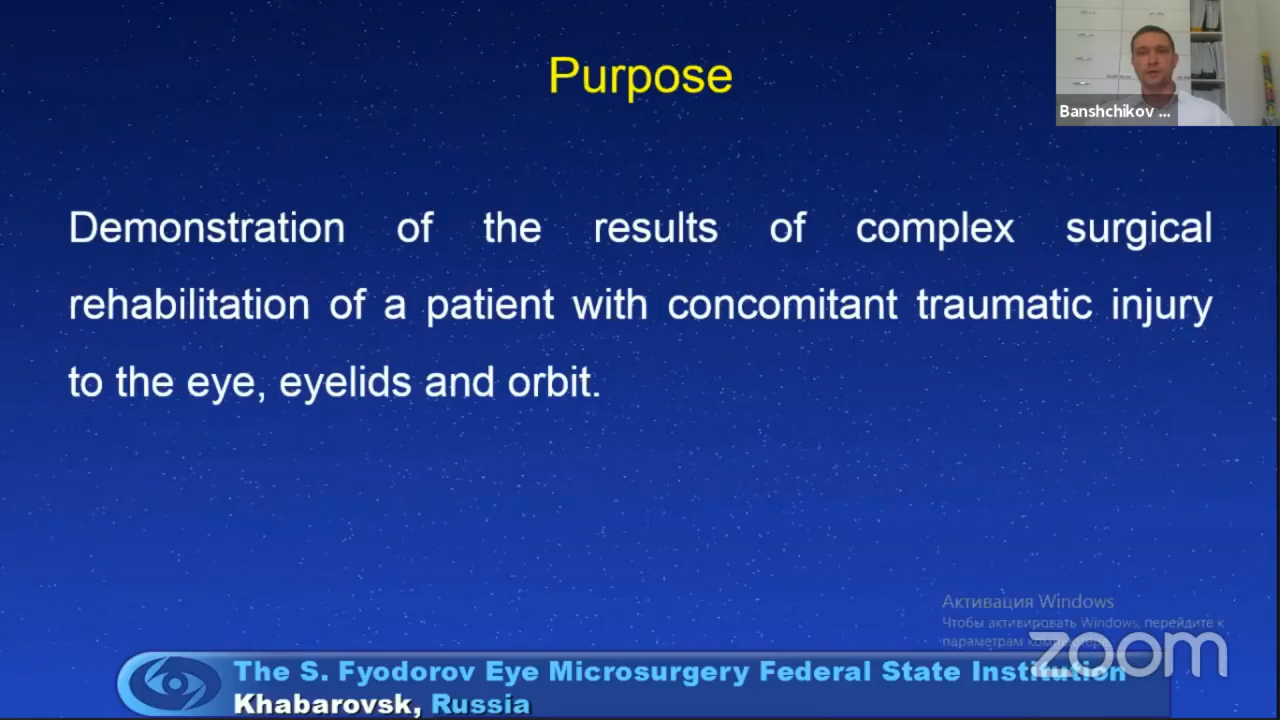 Purpose
Banshchikov ...
Demonstration of the results of complex surgical
rehabilitation of a patient with concomitant traumatic injury
to the eye, eyelids and orbit.
Активация Windows
Чтобы активировать Windows, перейдите к
параметрам
zoom
The S. Fyodorov Eye Microsurgery Federal State Institution
Khabarovsk, Russia